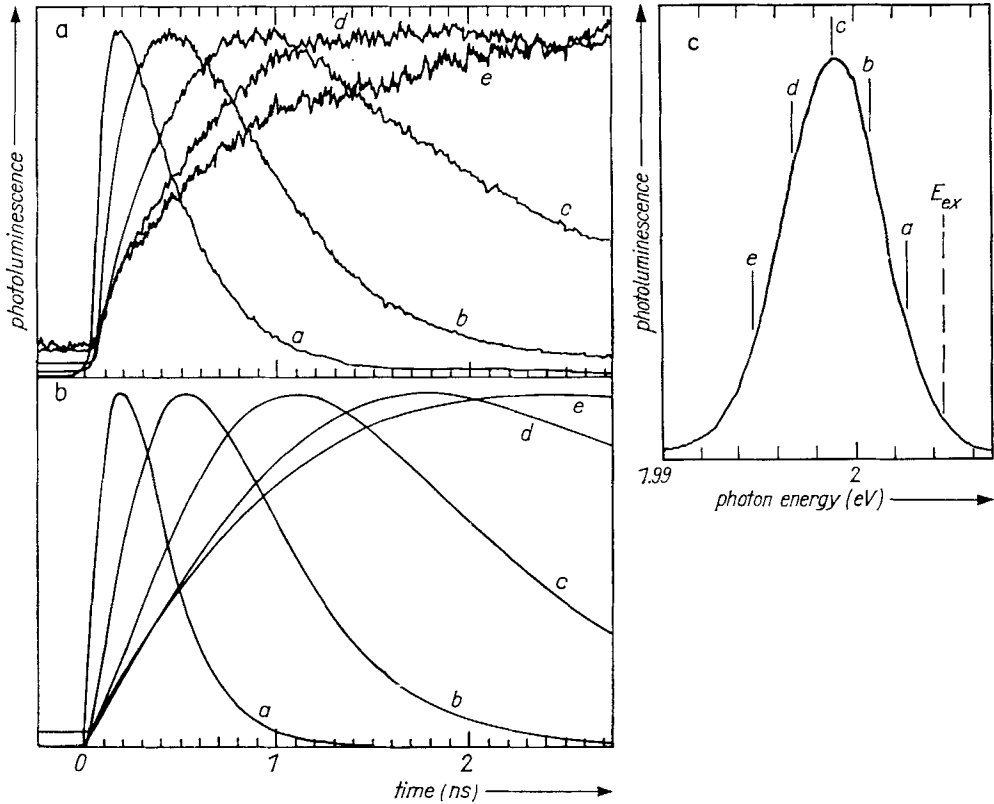 a
d
e
c
b
a
photoluminescence
b
e
d
c
b
a
0
1
2
time (ns)
c
c
b
d
E_ex
a
e
photoluminescence
1.99
2
photon energy (eV)